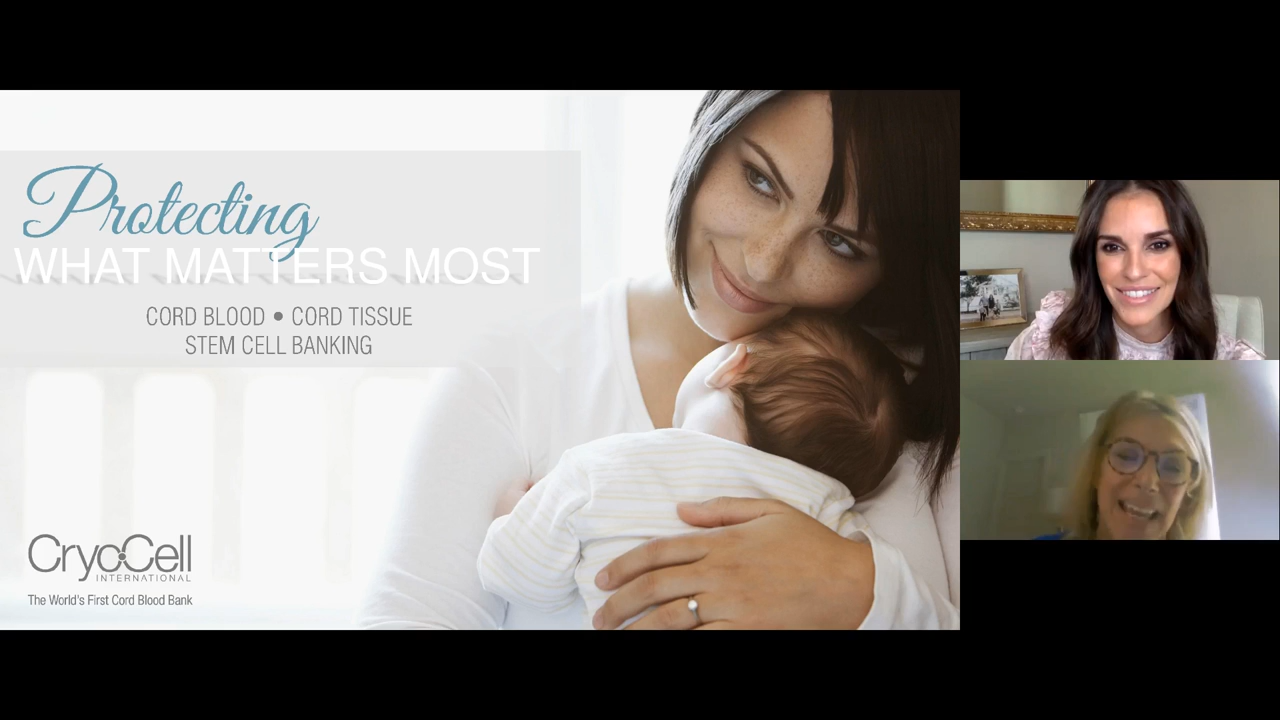 Protecting
WHAT MATTERS MOST
CORD BLOOD • CORD TISSUE
STEM CELL BANKING
CryoCell
INTERNATIONAL
The World's First Cord Blood Bank